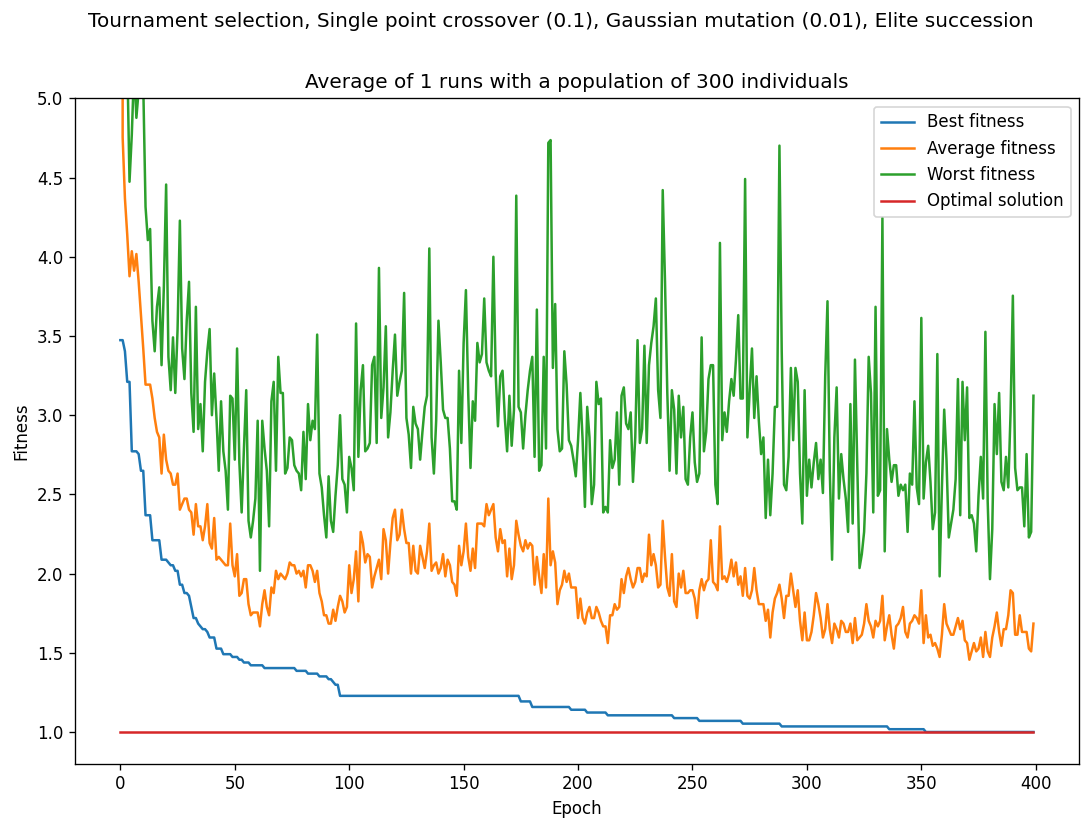 Tournament selection, Single point crossover (0.1), Gaussian mutation (0.01), Elite succession
Average of 1 runs with a population of 300 individuals
5.0
4.5
4.0
3.5
3.0
2.5
2.0
1.5
1.0
Fitness
Best fitness
Average fitness
Worst fitness
Optimal solution
0
50
100
150
200
250
300
350
400
Epoch